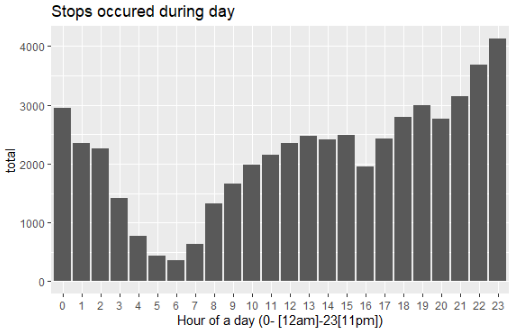 Stops occured during day
total
4000
3000
2000
1000
0
0 1 2 3 4 5 6 7 8 9 10 11 12 13 14 15 16 17 18 19 20 21 22 23
Hour of a day (0- [12am]-23[11pm])